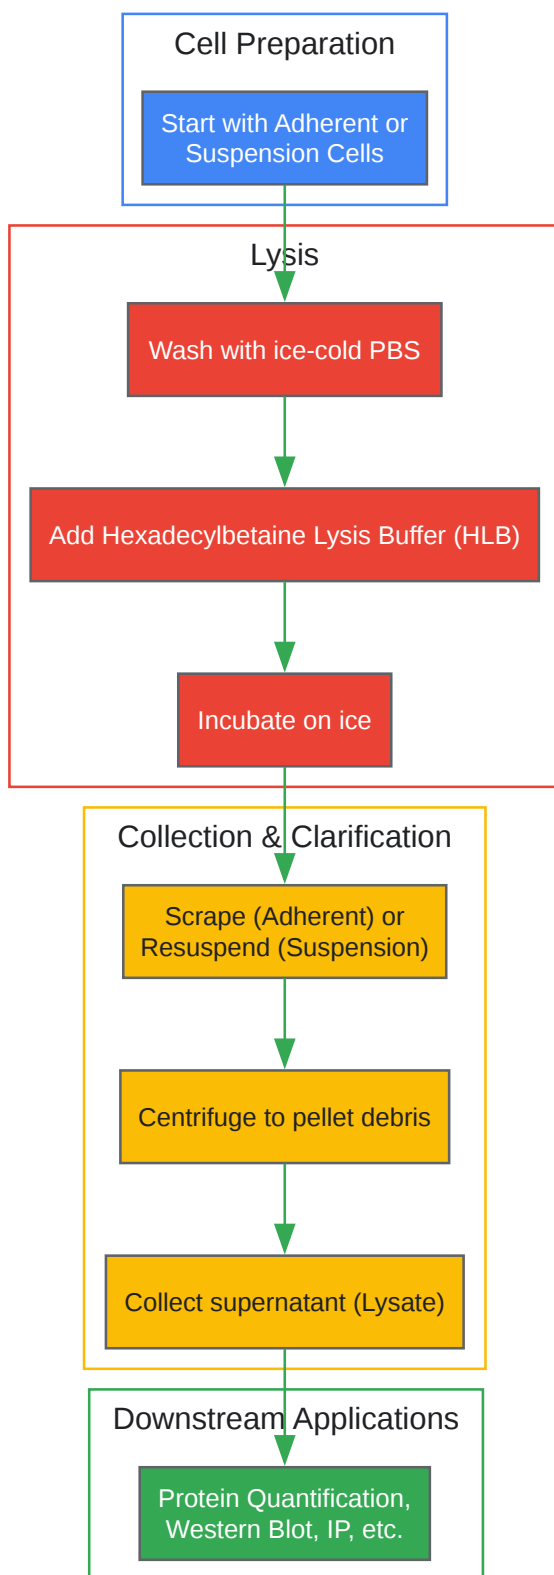 Cell Preparation
Start with Adherent or
Suspension Cells
Lysis
Wash with ice-cold PBS
Add Hexadecylbetaine Lysis Buffer (HLB)
Incubate on ice
Collection & Clarification
Scrape (Adherent) or
Resuspend (Suspension)
Centrifuge to pellet debris
Collect supernatant (Lysate)
Downstream Applications
Protein Quantification,
Western Blot, IP, etc.